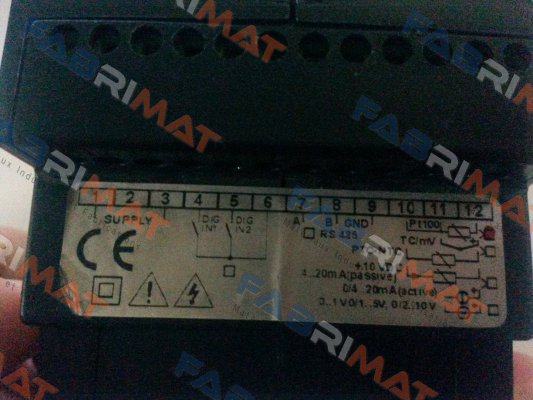 FABRIMAT
FABRIMAT
FABRIMAT
1 2 3 4 5 6 7 8 9 10 11 12
SUPPLY DIG IN1 DIG IN2 A B GND Pt100
RS 485 TC/mV
CE
+10 VDC
4..20mA(passive)
0/4..20mA(active)
0..1V 0/1...5V, 0/2..10V
FABRIMAT
FABRIMAT